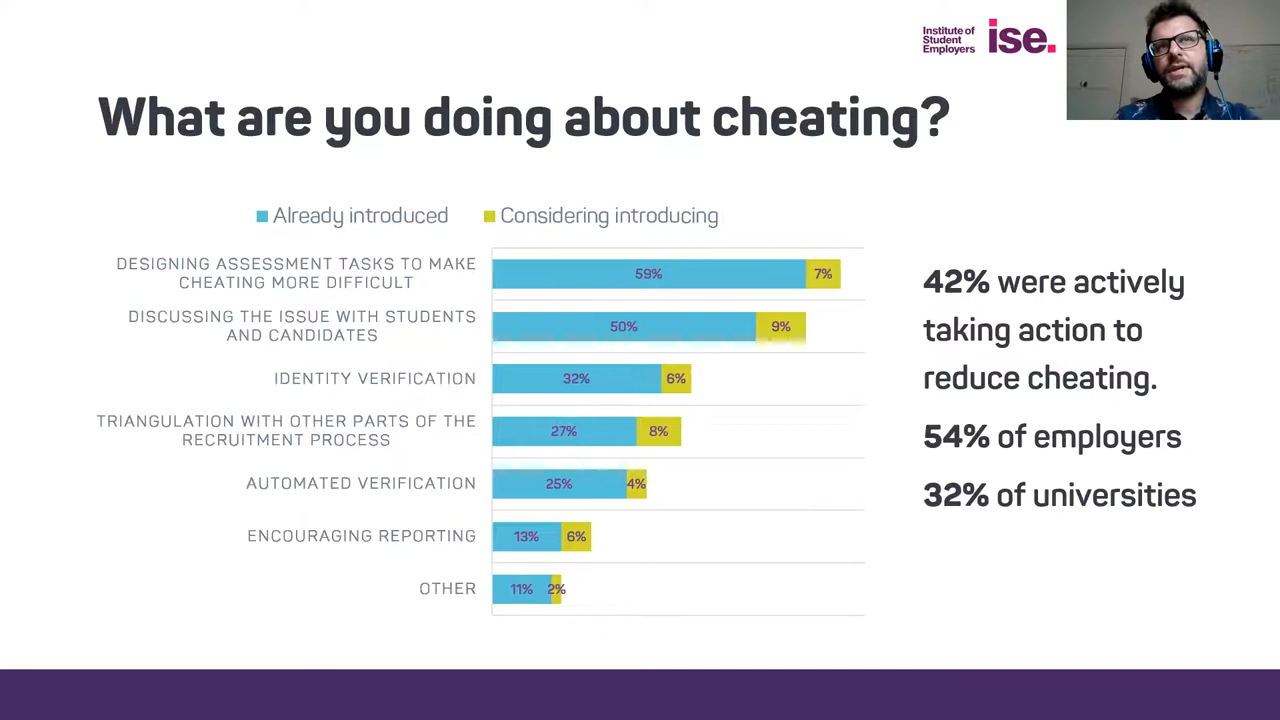 Institute of
Student
Employers
ise.
What are you doing about cheating?
Already introduced
Considering introducing
DESIGNING ASSESSMENT TASKS TO MAKE
CHEATING MORE DIFFICULT
59%
7%
DISCUSSING THE ISSUE WITH STUDENTS
AND CANDIDATES
50%
9%
IDENTITY VERIFICATION
32%
6%
TRIANGULATION WITH OTHER PARTS OF THE
RECRUITMENT PROCESS
27%
8%
AUTOMATED VERIFICATION
25%
4%
ENCOURAGING REPORTING
13%
6%
OTHER
11%
2%
42% were actively
taking action to
reduce cheating.
54% of employers
32% of universities